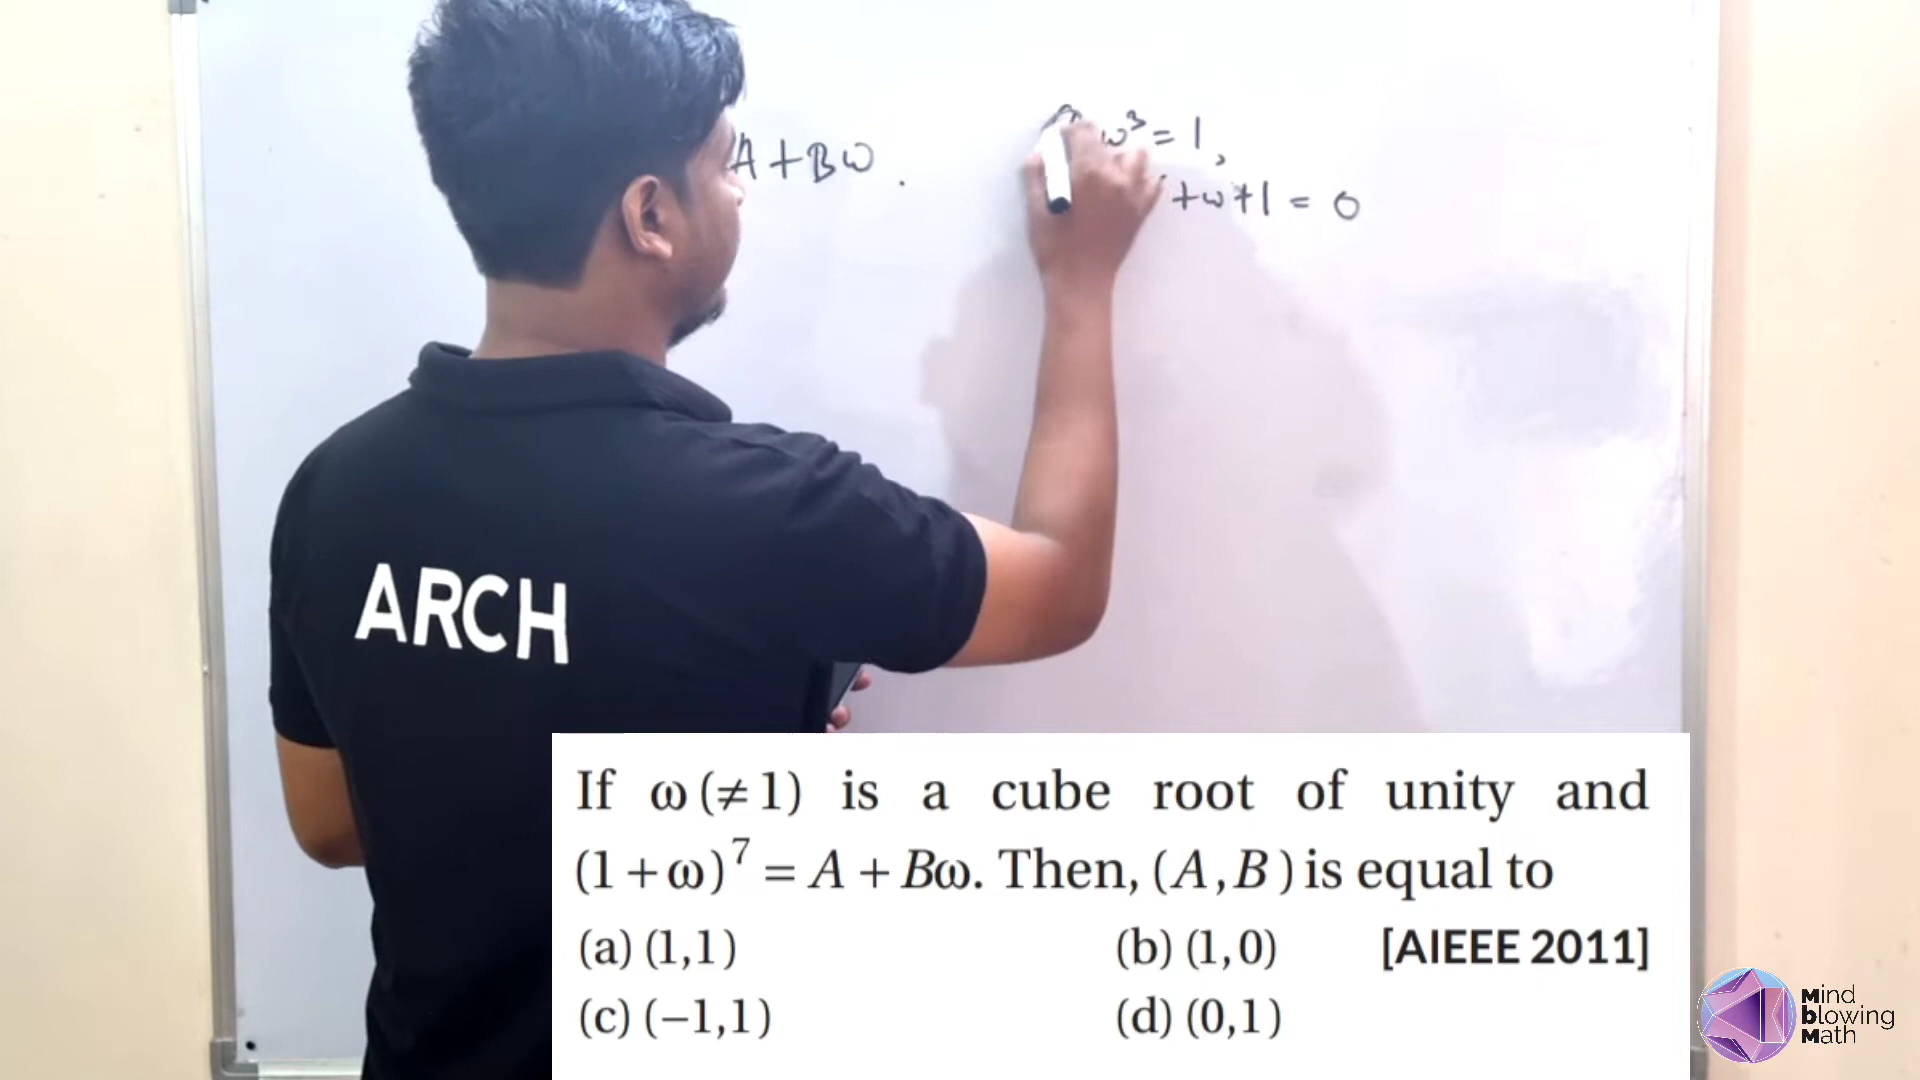 A + Bω.
ω³ = 1,
+ω+1 = 0
ARCH
If ω (≠ 1) is a cube root of unity and
(1 + ω)⁷ = A + Bω. Then, (A, B) is equal to
(a) (1, 1) (b) (1, 0) [AIEEE 2011]
(c) (−1, 1) (d) (0, 1)
Mind
blowing
Math